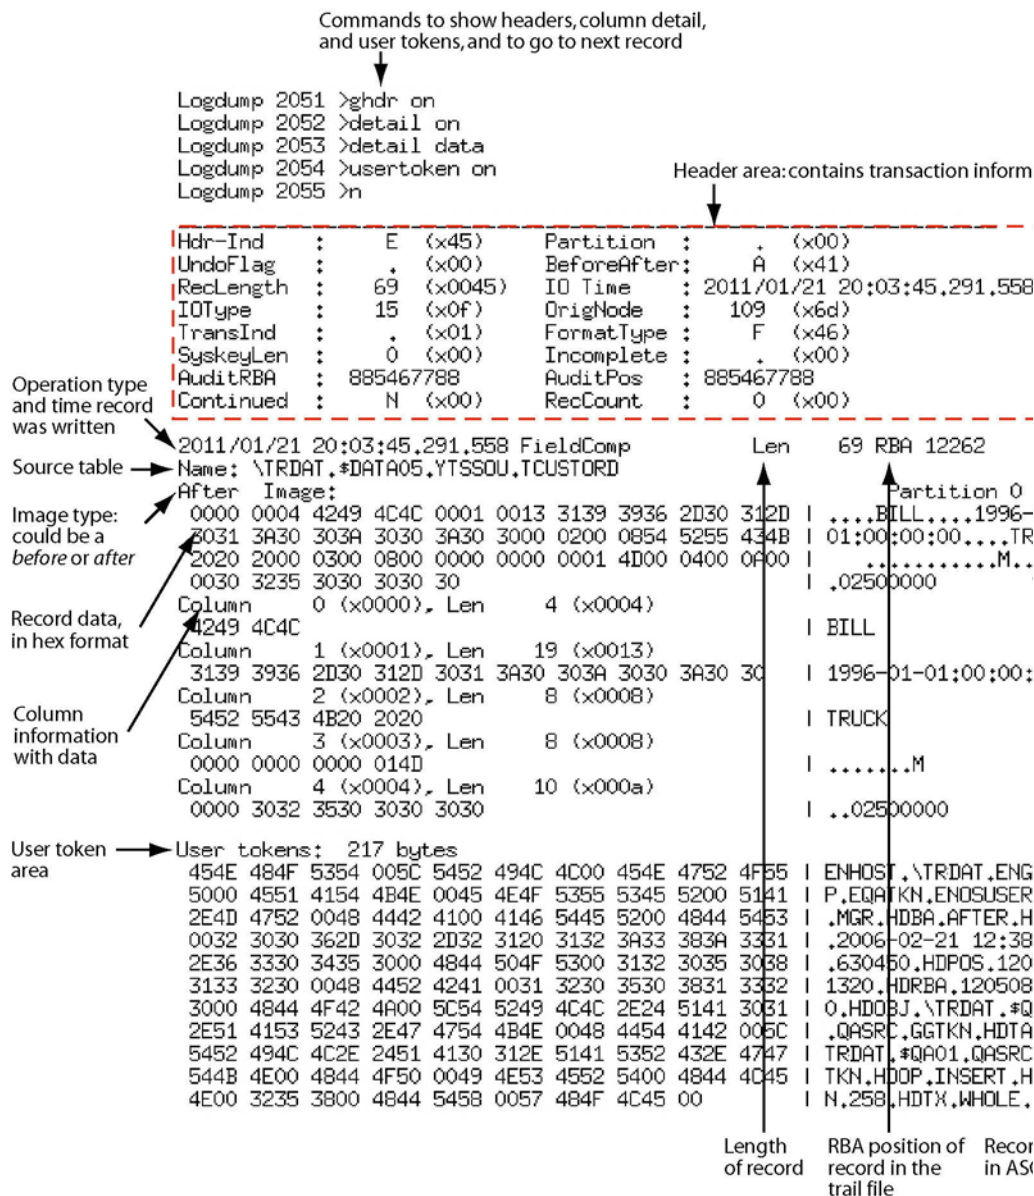 Commands to show headers, column detail,
and user tokens, and to go to next record
Logdump 2051 >ghdr on
Logdump 2052 >detail on
Logdump 2053 >detail data
Logdump 2054 >usertoken on
Logdump 2055 >n
Header area: contains transaction inform
Hdr-Ind : E (x45) Partition : . (x00)
UndoFlag : . (x00) BeforeAfter: A (x41)
RecLength : 69 (x0045) IO Time : 2011/01/21 20:03:45.291.558
IOType : 15 (x0f) OrigNode : 109 (x6d)
TransInd : . (x01) FormatType : F (x46)
SyskeyLen : 0 (x00) Incomplete : . (x00)
AuditRBA : 885467788 AuditPos : 885467788
Continued : N (x00) RecCount : 0 (x00)
Operation type
and time record
was written
2011/01/21 20:03:45.291.558 FieldComp Len 69 RBA 12262
Source table
Name: \TRDAT.$DATA05.YTSSOU.TCUSTORD
After Image: Partition 0
Image type:
could be a
before or after
0000 0004 4249 4C4C 0001 0013 3139 3936 2D30 312D | ....BILL....1996-
3031 3A30 303A 3030 3A30 3000 0200 0854 5255 434B | 01:00:00:00....TR
2020 2000 0300 0800 0000 0000 0001 4D00 0400 0A00 | ...........M..
0030 3235 3030 3030 30 | .02500000
Record data,
in hex format
Column 0 (x0000), Len 4 (x0004)
4249 4C4C | BILL
Column 1 (x0001), Len 19 (x0013)
3139 3936 2D30 312D 3031 3A30 303A 3030 3A30 30 | 1996-01-01:00:00:
Column 2 (x0002), Len 8 (x0008)
5452 5543 4B20 2020 | TRUCK
Column 3 (x0003), Len 8 (x0008)
0000 0000 0000 014D | .......M
Column 4 (x0004), Len 10 (x000a)
0000 3032 3530 3030 3030 | ..02500000
Column
information
with data
User token
area
User tokens: 217 bytes
454E 484F 5354 005C 5452 494C 4C00 454E 4752 4F55 | ENHOST.\TRDAT.ENG
5000 4551 4154 4B4E 0045 4E4F 5355 5345 5200 5141 | P.EQATKN.ENOSUSER
2E4D 4752 0048 4442 4100 4146 5445 5200 4844 5453 | .MGR.HDBA.AFTER.H
0032 3030 362D 3032 2D32 3120 3132 3A33 383A 3331 | .2006-02-21 12:38
2E36 3330 3435 3000 4844 504F 5300 3132 3035 3038 | .630450.HDPOS.120
3133 3230 0048 4452 4241 0031 3230 3530 3831 3332 | 1320.HDRBA.120508
3000 4844 4F42 4A00 5C54 5249 4C4C 2E24 5141 3031 | 0.HDOBJ.\TRDAT.$Q
2E51 4153 5243 2E47 4754 4B4E 0048 4454 4142 005C | .QASRC.GGTKN.HDTA
5452 494C 4C2E 2451 4130 312E 5141 5352 432E 4747 | TRDAT.$QA01.QASRC
544B 4E00 4844 4F50 0049 4E53 4552 5400 4844 4C45 | TKN.HDOP.INSERT.H
4E00 3235 3800 4844 5458 0057 484F 4C45 00 | N.258.HDTX.WHOLE.
Length
of record
RBA position of
record in the
trail file
Recor
in ASC